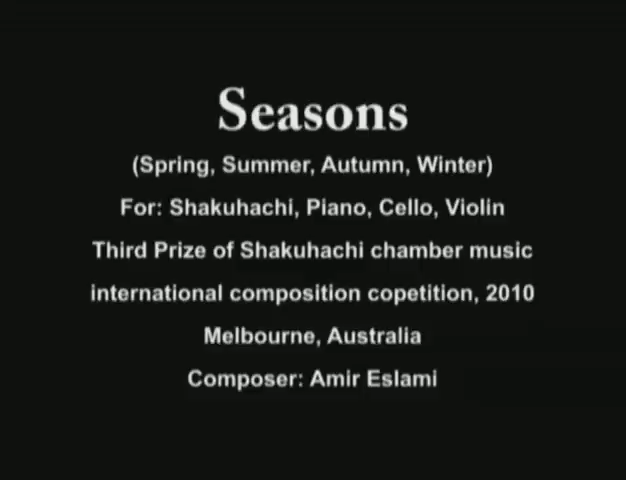 Seasons
(Spring, Summer, Autumn, Winter)
For: Shakuhachi, Piano, Cello, Violin
Third Prize of Shakuhachi chamber music
international composition copetition, 2010
Melbourne, Australia
Composer: Amir Eslami